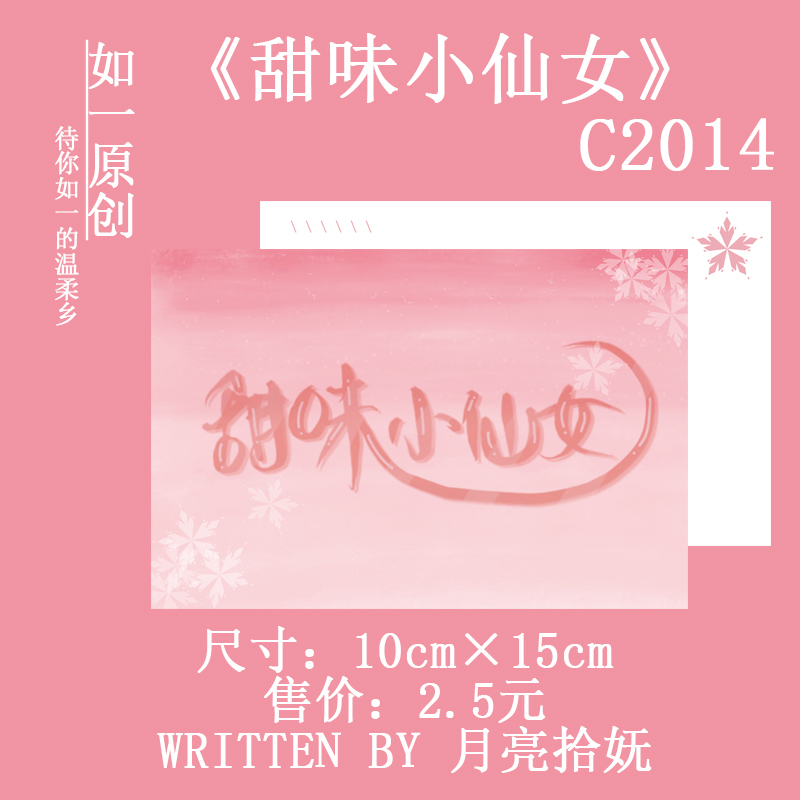 《甜味小仙女》
C2014
如一原创
待你如一的温柔乡
甜味小仙女
尺寸：10cm×15cm
售价：2.5元
WRITTEN BY 月亮拾妩